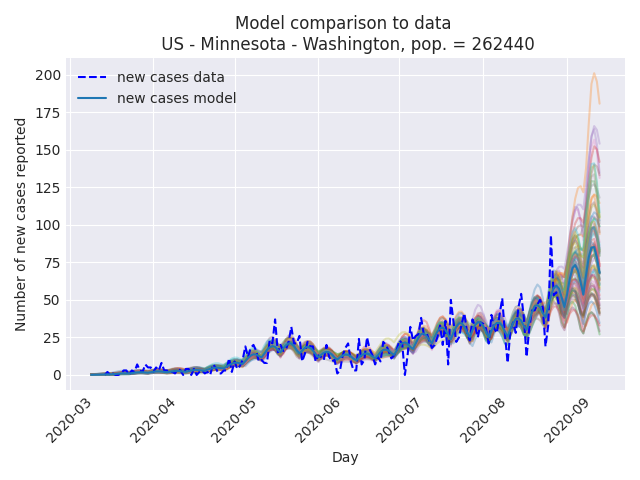 Model comparison to data
US - Minnesota - Washington, pop. = 262440
new cases data
new cases model
Number of new cases reported
200
175
150
125
100
75
50
25
0
2020-03
2020-04
2020-05
2020-06
2020-07
2020-08
2020-09
Day